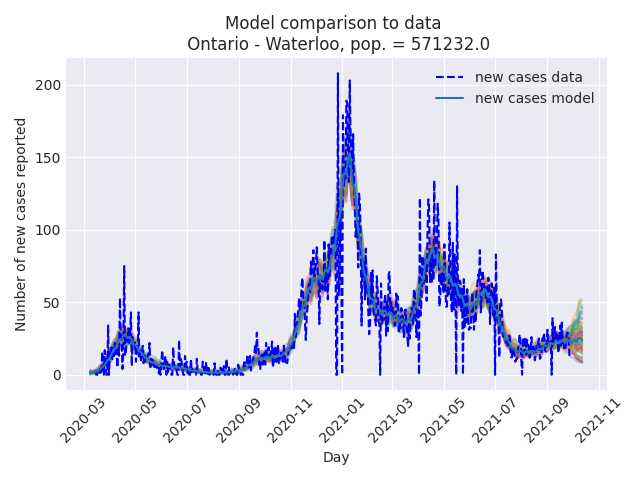 Model comparison to data
Ontario - Waterloo, pop. = 571232.0
new cases data
new cases model
Number of new cases reported
200
150
100
50
0
2020-03
2020-05
2020-07
2020-09
2020-11
2021-01
2021-03
2021-05
2021-07
2021-09
2021-11
Day